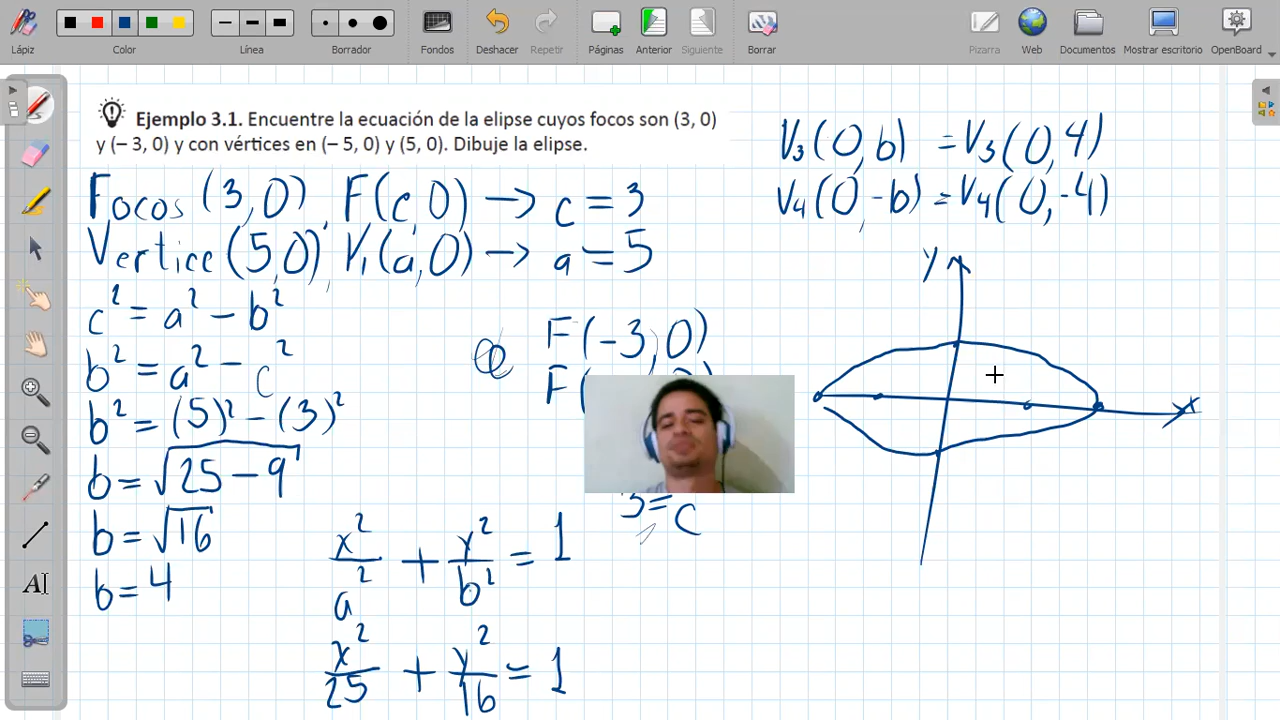 Lápiz Color Línea Borrador Fondos Deshacer Repetir Páginas Anterior Siguiente Borrar Pizarra Web Documentos Mostrar escritorio OpenBoard
Ejemplo 3.1. Encuentre la ecuación de la elipse cuyos focos son (3, 0)
y (− 3, 0) y con vértices en (− 5, 0) y (5, 0). Dibuje la elipse.
Focos (3,0), F(c,0) → c = 3
Vertice (5,0), V₁(a,0) → a = 5
c² = a² − b²
b² = a² − c²
b² = (5)² − (3)²
b = √25 − 9
b = √16
b = 4
x²/a² + y²/b² = 1
x²/25 + y²/16 = 1
F(−3,0)
F(
3 = c
V₃(0,b) = V₃(0,4)
V₄(0,−b) = V₄(0,−4)
y
x
A